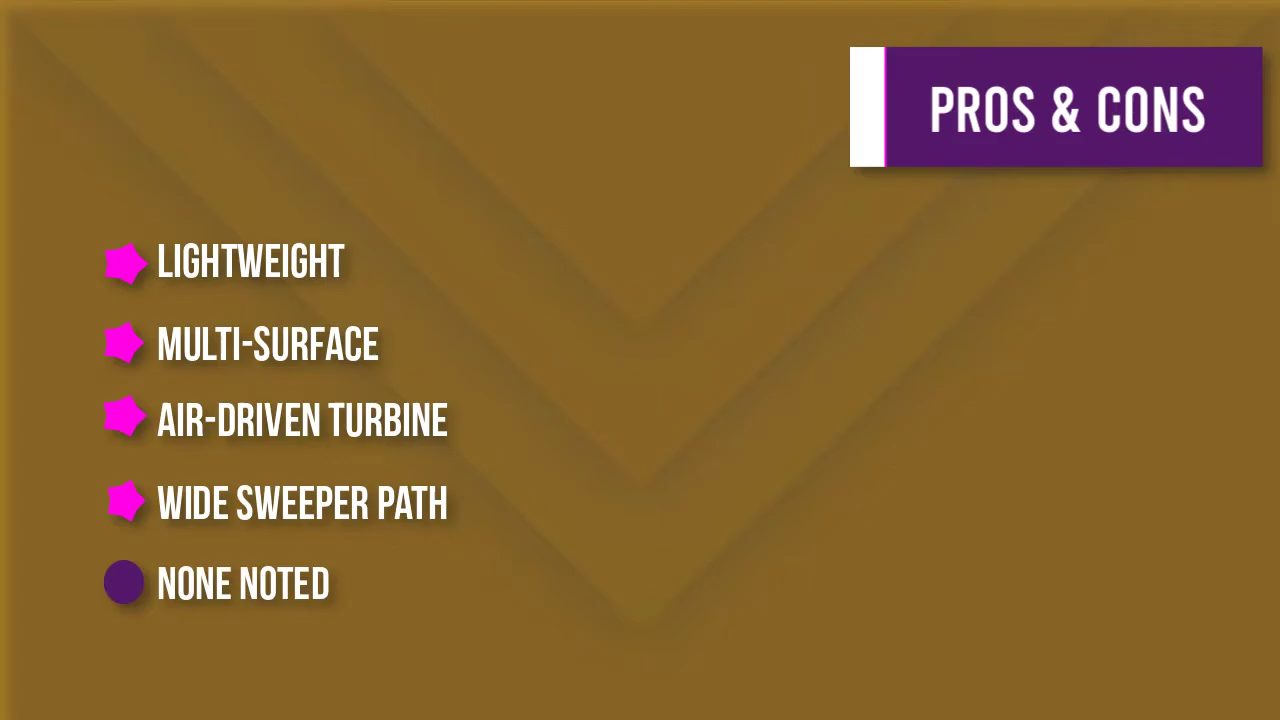 PROS & CONS
LIGHTWEIGHT
MULTI-SURFACE
AIR-DRIVEN TURBINE
WIDE SWEEPER PATH
NONE NOTED